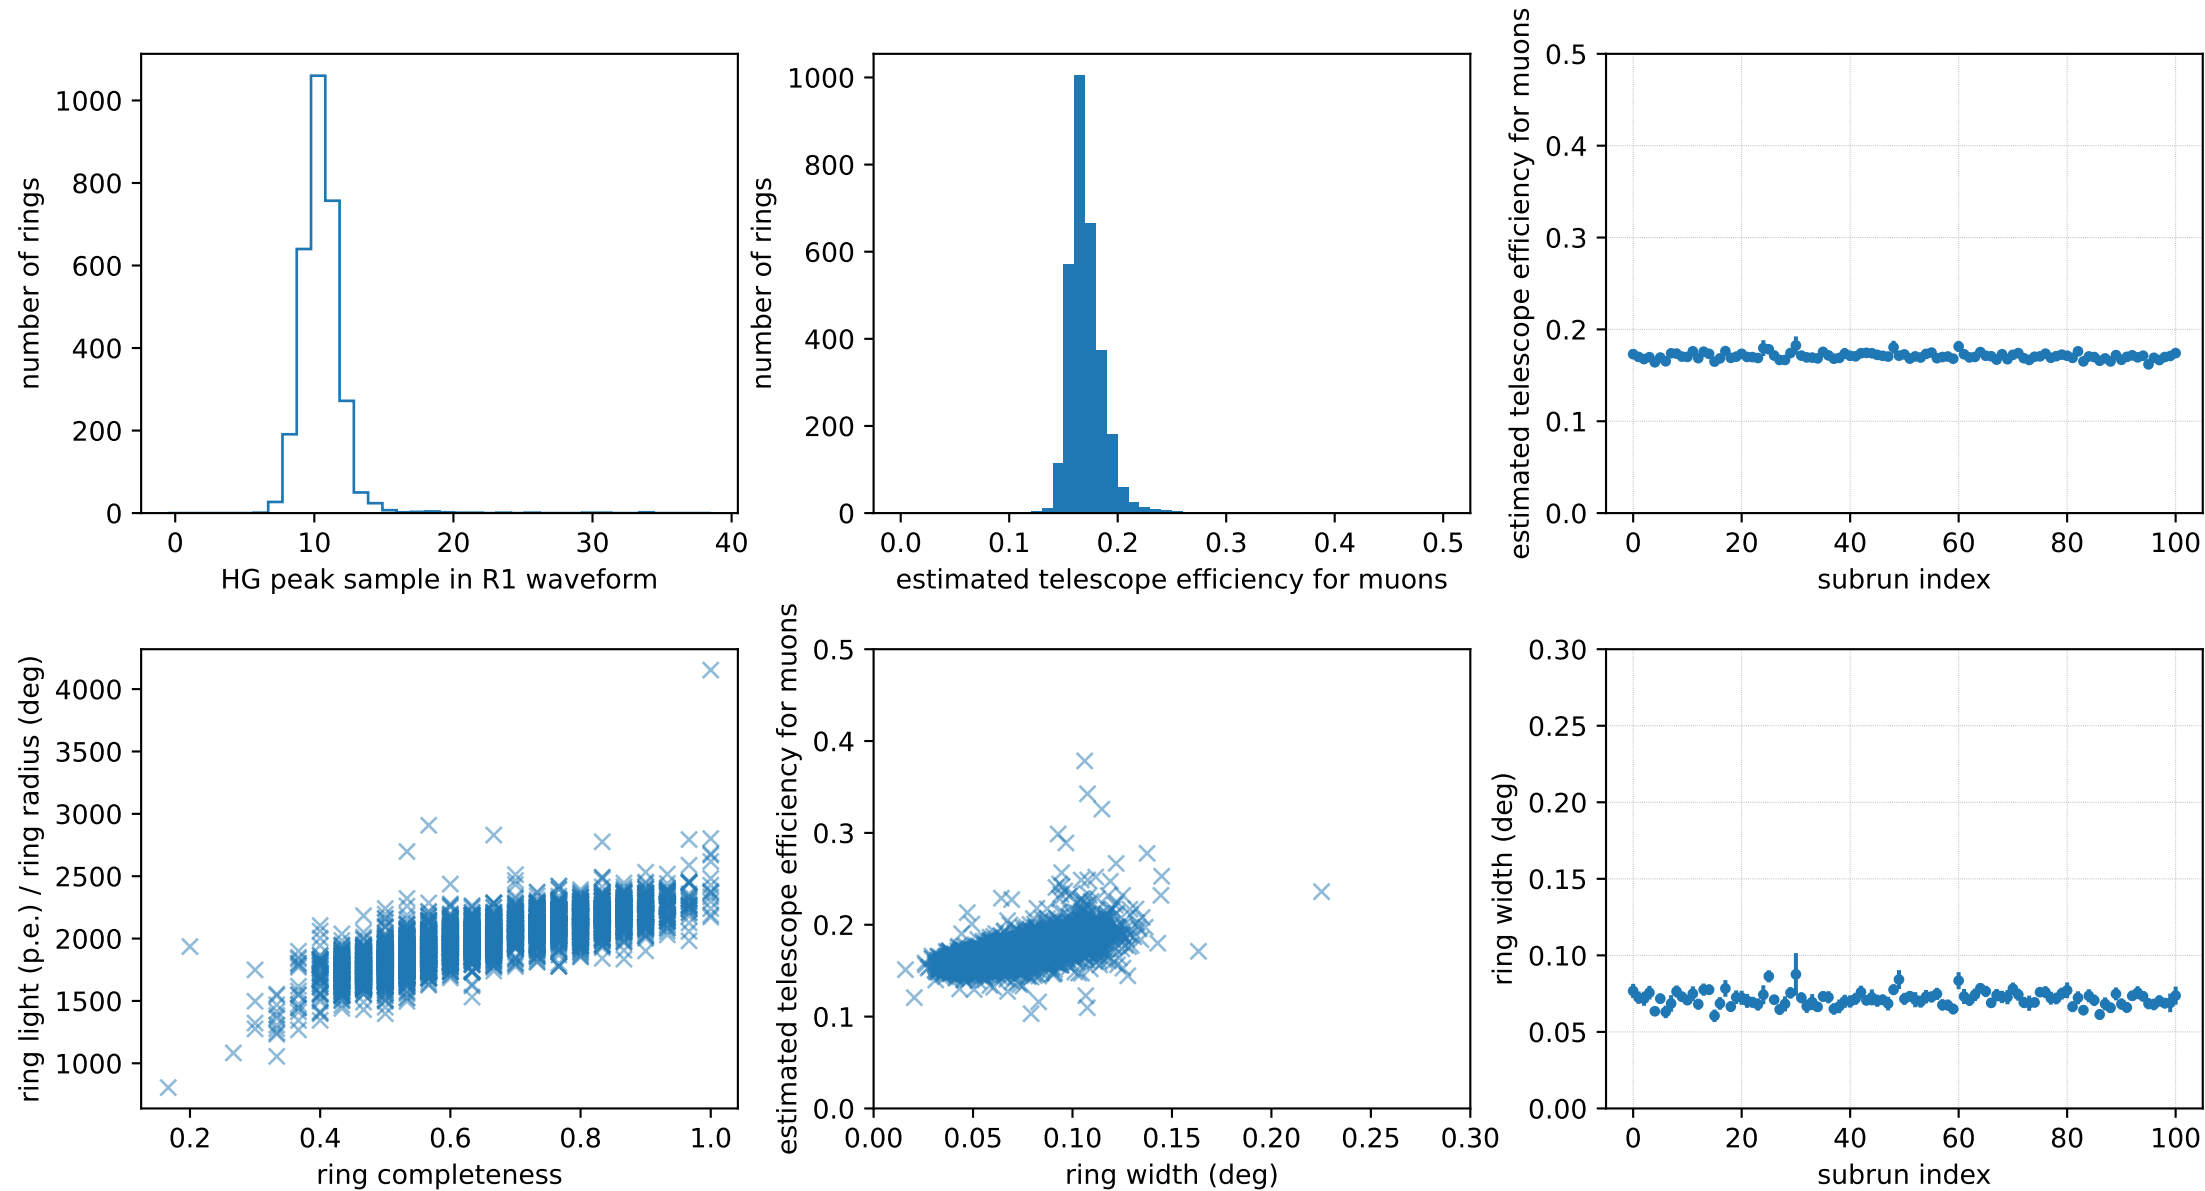 number of rings
1000
800
600
400
200
0
0 10 20 30 40
HG peak sample in R1 waveform
number of rings
1000
800
600
400
200
0
0.0 0.1 0.2 0.3 0.4 0.5
estimated telescope efficiency for muons
estimated telescope efficiency for muons
0.5
0.4
0.3
0.2
0.1
0.0
0 20 40 60 80 100
subrun index
ring light (p.e.) / ring radius (deg)
4000
3500
3000
2500
2000
1500
1000
0.2 0.4 0.6 0.8 1.0
ring completeness
estimated telescope efficiency for muons
0.5
0.4
0.3
0.2
0.1
0.0
0.00 0.05 0.10 0.15 0.20 0.25 0.30
ring width (deg)
ring width (deg)
0.30
0.25
0.20
0.15
0.10
0.05
0.00
0 20 40 60 80 100
subrun index